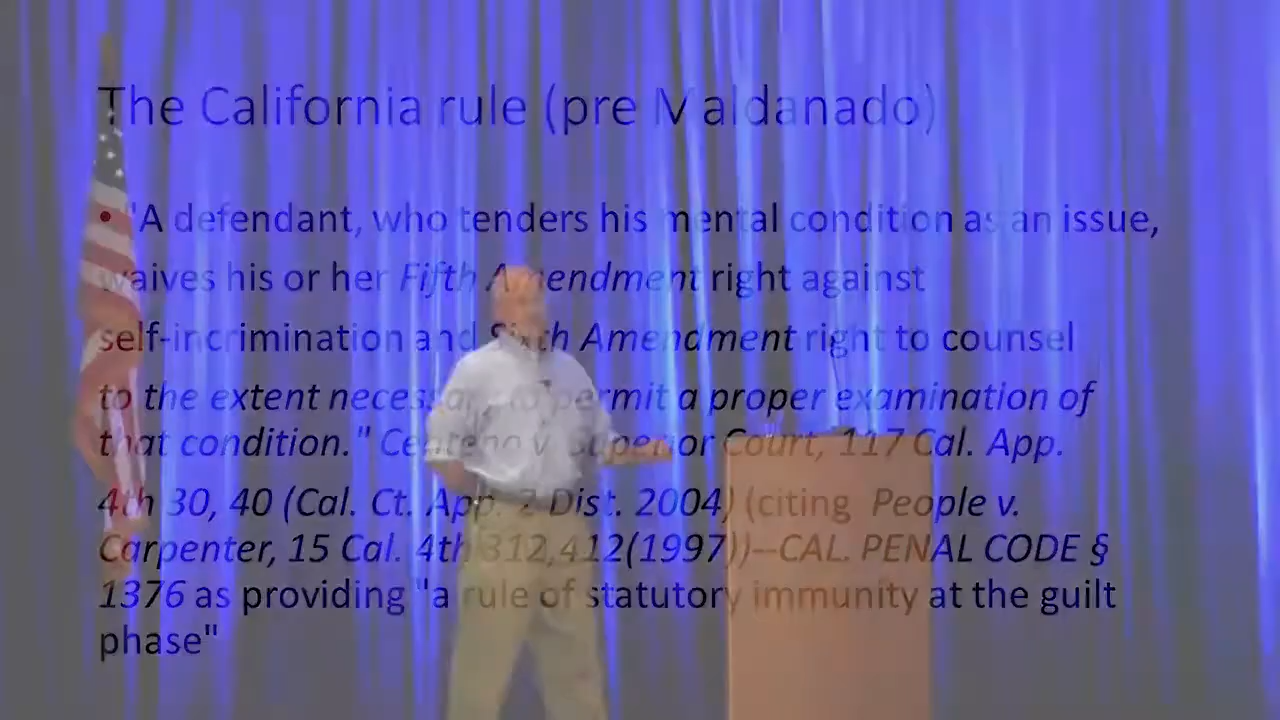 The California rule (pre Maldanado)
• "A defendant, who tenders his mental condition as an issue,
waives his or her Fifth Amendment right against
self-incrimination and Sixth Amendment right to counsel
to the extent necessary to permit a proper examination of
that condition." Centeno v. Superior Court, 117 Cal. App.
4th 30, 40 (Cal. Ct. App. 2 Dist. 2004) (citing People v.
Carpenter, 15 Cal. 4th 312,412(1997))--CAL. PENAL CODE §
1376 as providing "a rule of statutory immunity at the guilt
phase"